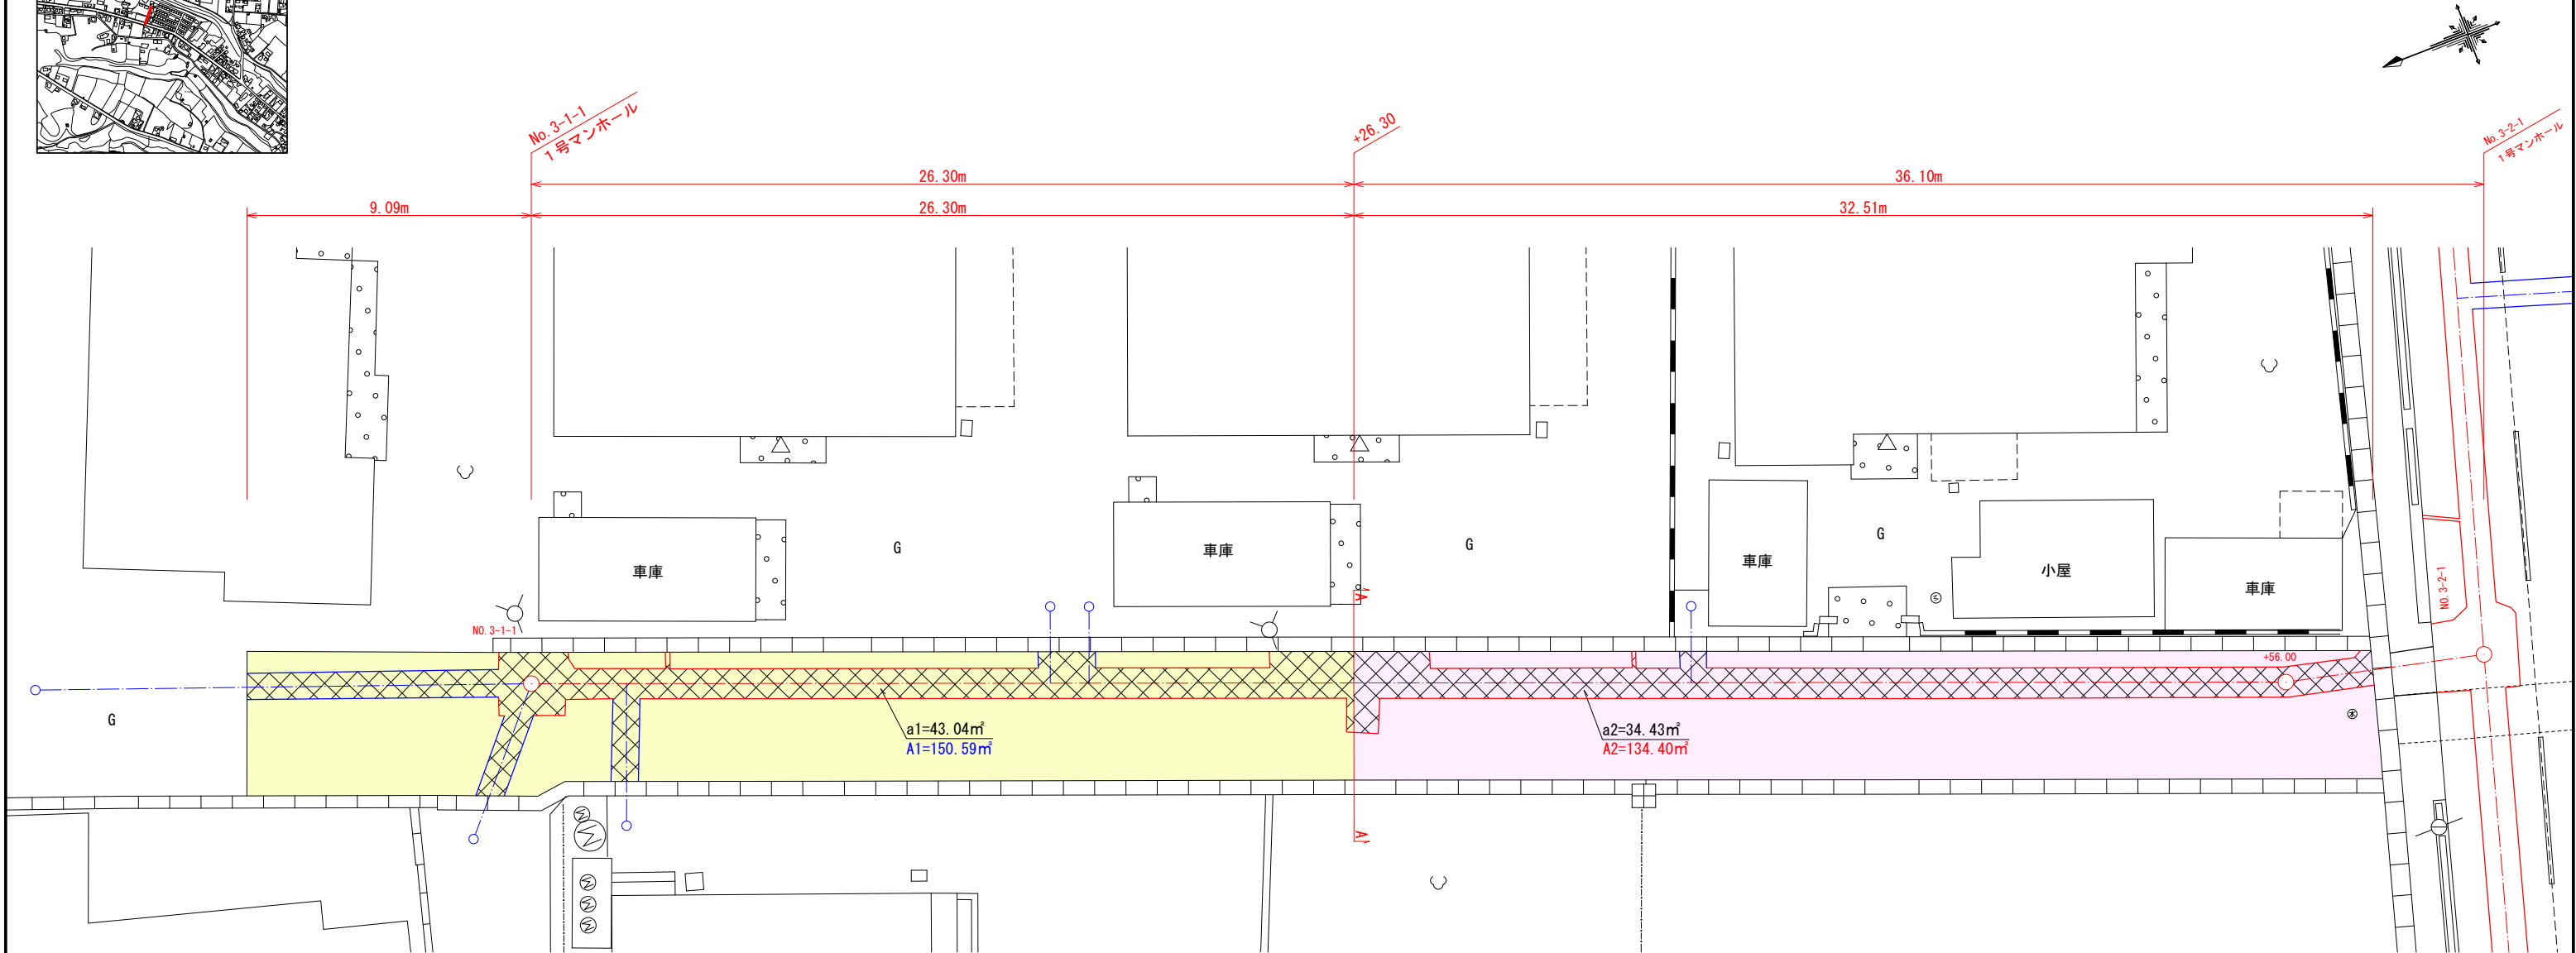 No.3-1-1
1号マンホール
+26.30
No.3-2-1
1号マンホール
26.30m
36.10m
9.09m
26.30m
32.51m
G
G
G
車庫
車庫
車庫
小屋
車庫
A
NO.3-1-1
NO.3-2-1
+56.00
G
a1=43.04㎡
A1=150.59㎡
a2=34.43㎡
A2=134.40㎡
A